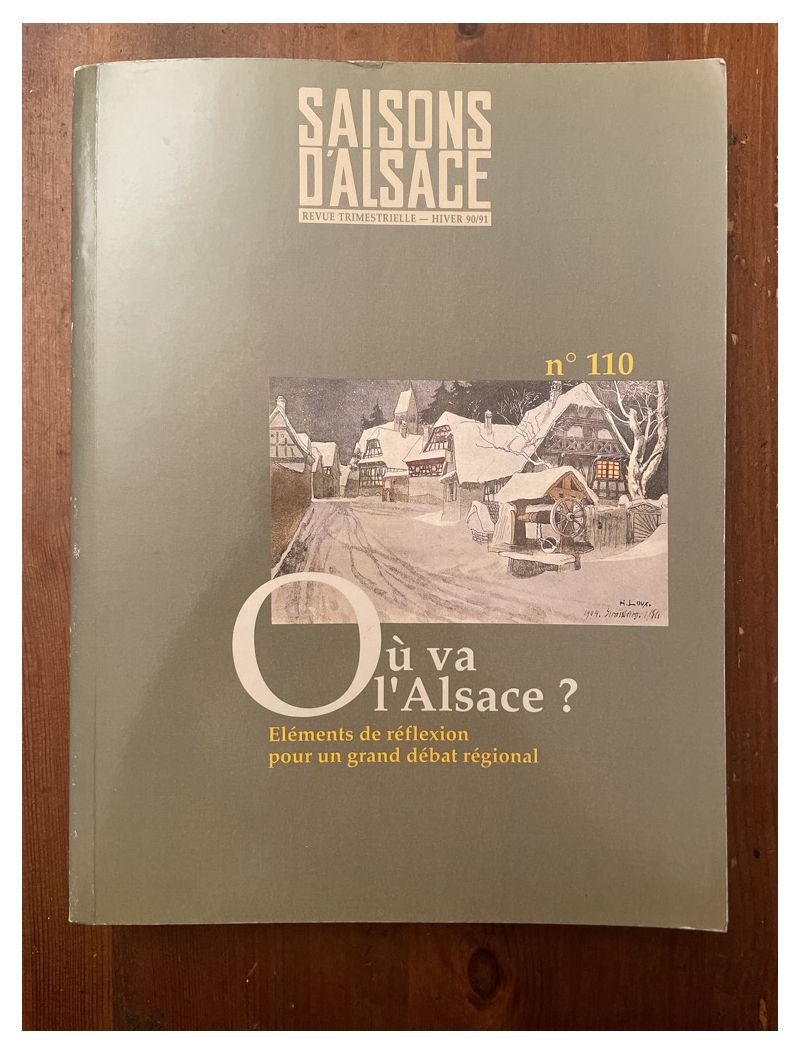 SAISONS
D'ALSACE
REVUE TRIMESTRIELLE — HIVER 90/91
n° 110
H. Loux.
1904.
Où va
l'Alsace ?
Eléments de réflexion
pour un grand débat régional